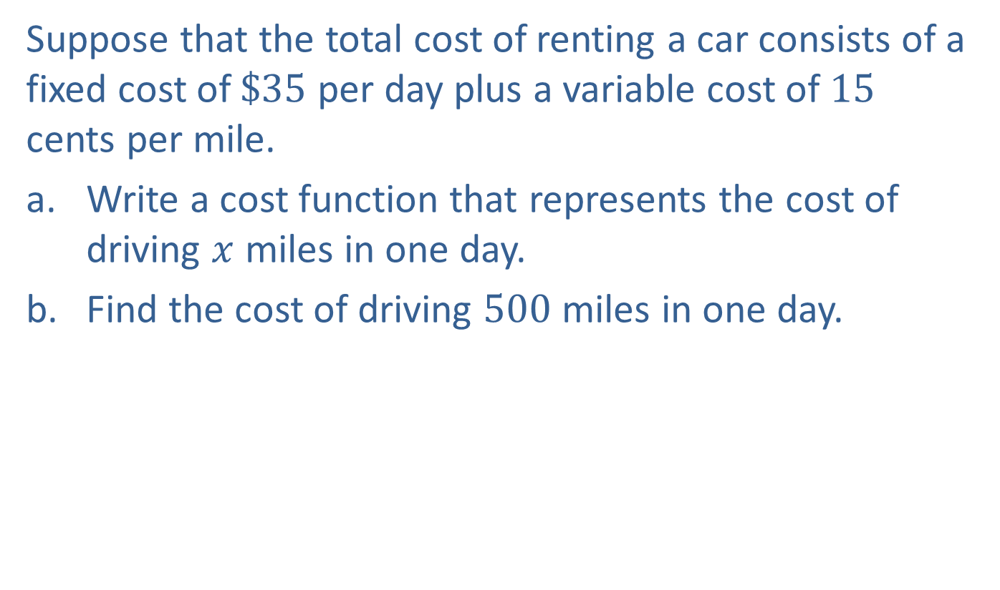 Suppose that the total cost of renting a car consists of a
fixed cost of $35 per day plus a variable cost of 15
cents per mile.
a. Write a cost function that represents the cost of
driving 𝑥 miles in one day.
b. Find the cost of driving 500 miles in one day.